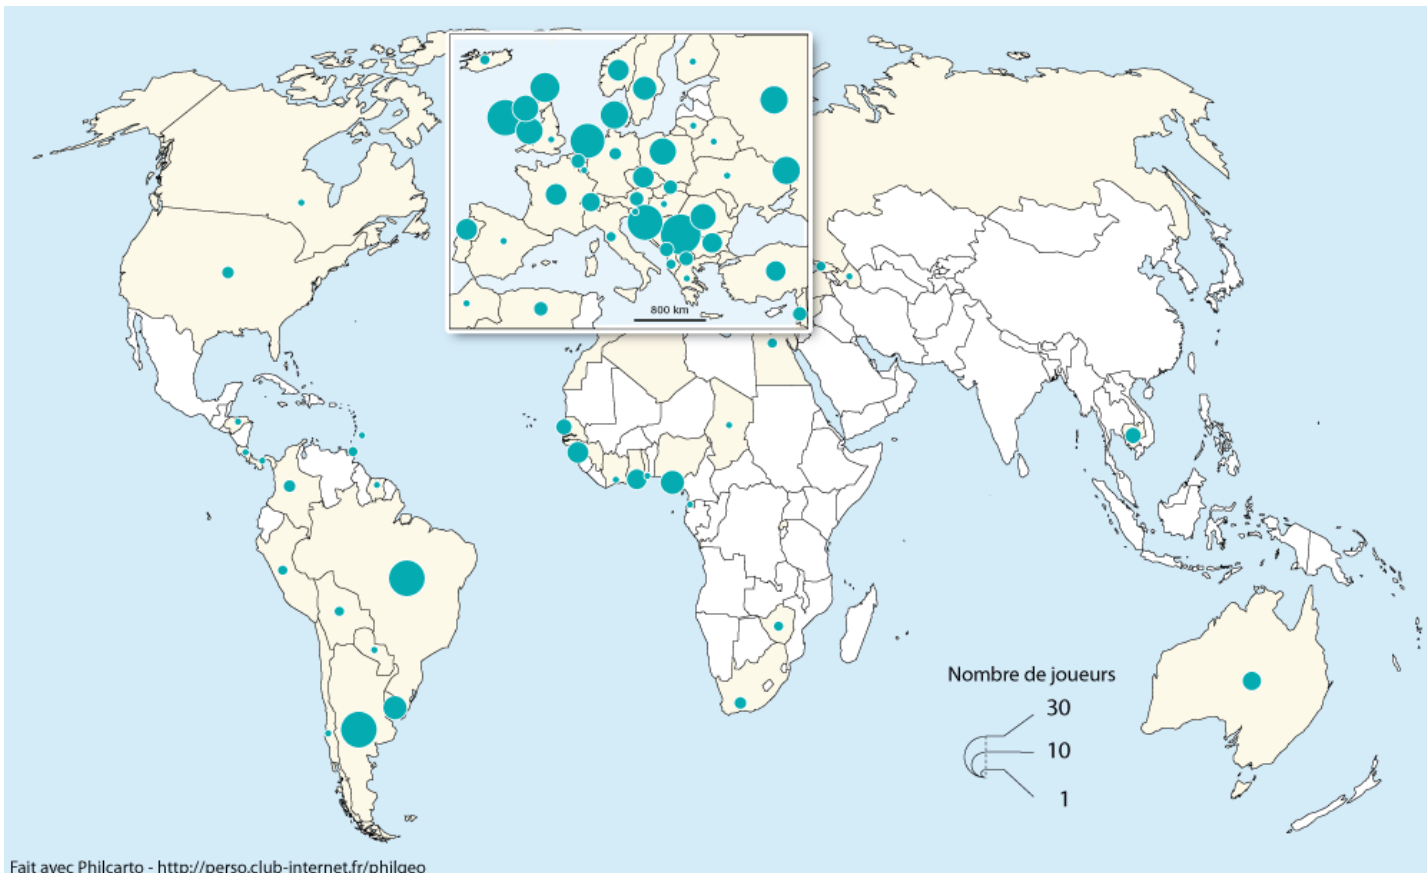 800 km
Nombre de joueurs
30
10
1
Fait avec Philcarto - http://perso.club-internet.fr/philgeo